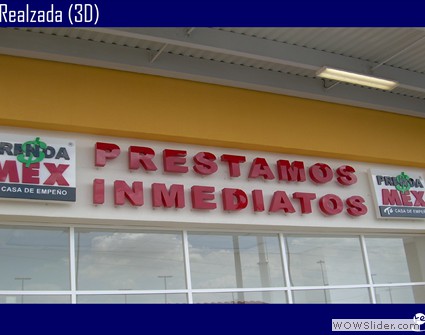 Realzada (3D)
PRENDA
MEX
CASA DE EMPEÑO
PRESTAMOS
INMEDIATOS
PRENDA
MEX
CASA DE EMPEÑO
WOWSlider.com